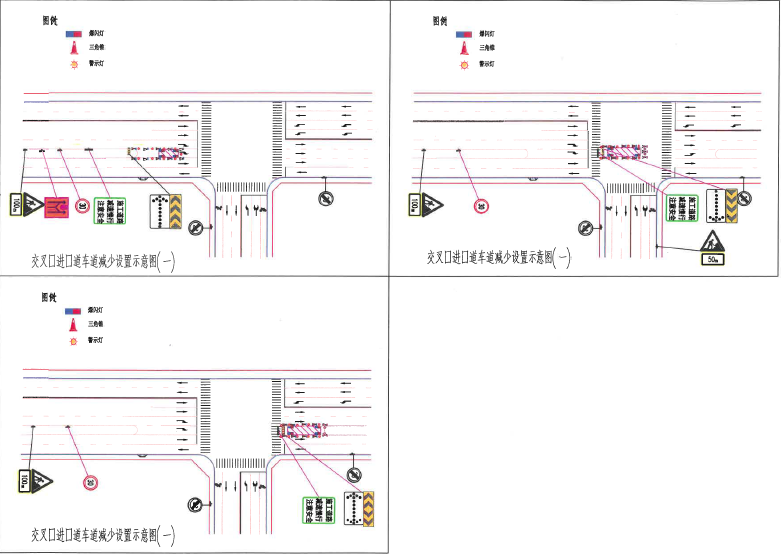 图例:
爆闪灯
三角锥
警示灯
100m
30
施工道路
减速慢行
注意安全
交叉口进口道车道减少设置示意图(一)
图例:
爆闪灯
三角锥
警示灯
100m
30
施工道路
减速慢行
注意安全
50m
交叉口进口道车道减少设置示意图(一)
图例:
爆闪灯
三角锥
警示灯
100m
30
施工道路
减速慢行
注意安全
交叉口进口道车道减少设置示意图(一)